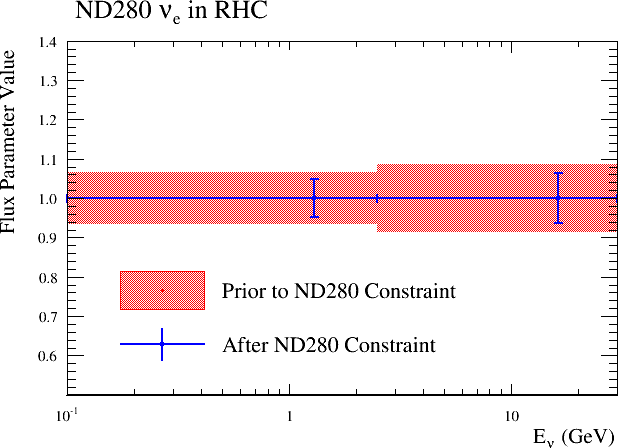 ND280 νe in RHC
Flux Parameter Value
1.4
1.3
1.2
1.1
1.0
0.9
0.8
0.7
0.6
Prior to ND280 Constraint
After ND280 Constraint
10-1 1 10
Eν (GeV)